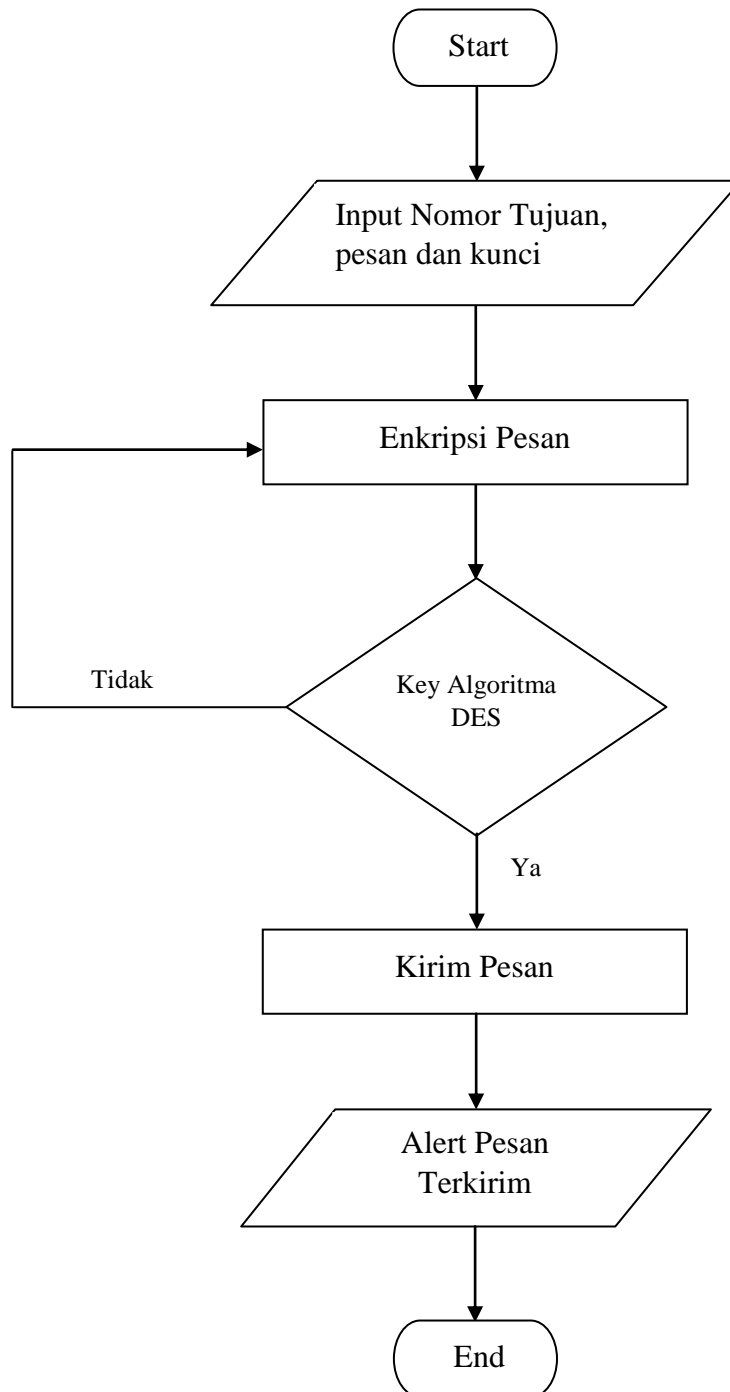 Start
Input Nomor Tujuan,
pesan dan kunci
Enkripsi Pesan
Tidak
Key Algoritma
DES
Ya
Kirim Pesan
Alert Pesan
Terkirim
End